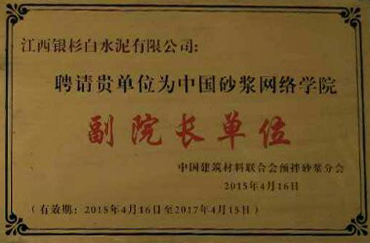 江西银杉白水泥有限公司:
聘请贵单位为中国砂浆网络学院
副院长单位
中国建筑材料联合会预拌砂浆分会
2015年4月16日
(有效期: 2015年4月16日至2017年4月15日)